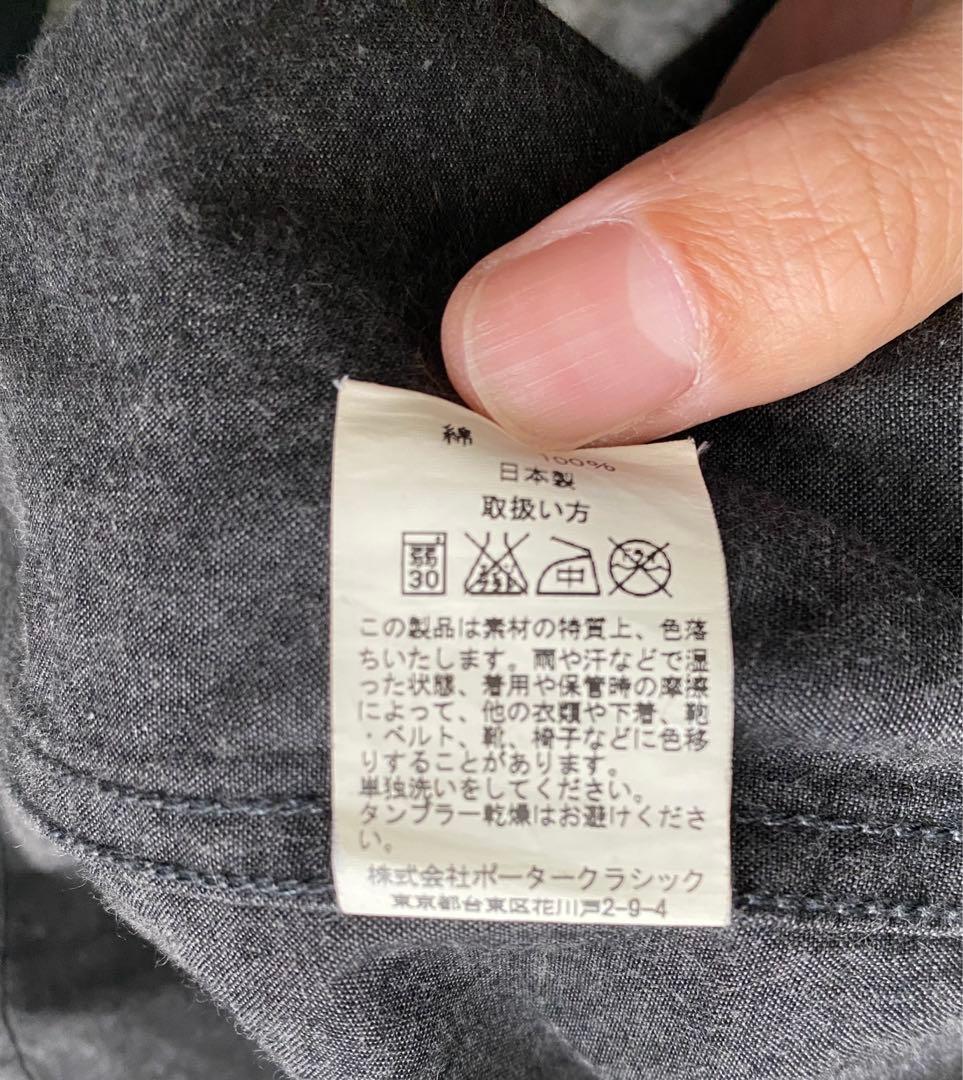 綿
100%
日本製
取扱い方
弱
30
中
この製品は素材の特質上、色落
ちいたします。雨や汗などで湿
った状態、着用や保管時の摩擦
によって、他の衣類や下着、鞄
・ベルト、靴、椅子などに色移
りすることがあります。
単独洗いをしてください。
タンブラー乾燥はお避けくださ
い。
株式会社ポータークラシック
東京都台東区花川戸2-9-4